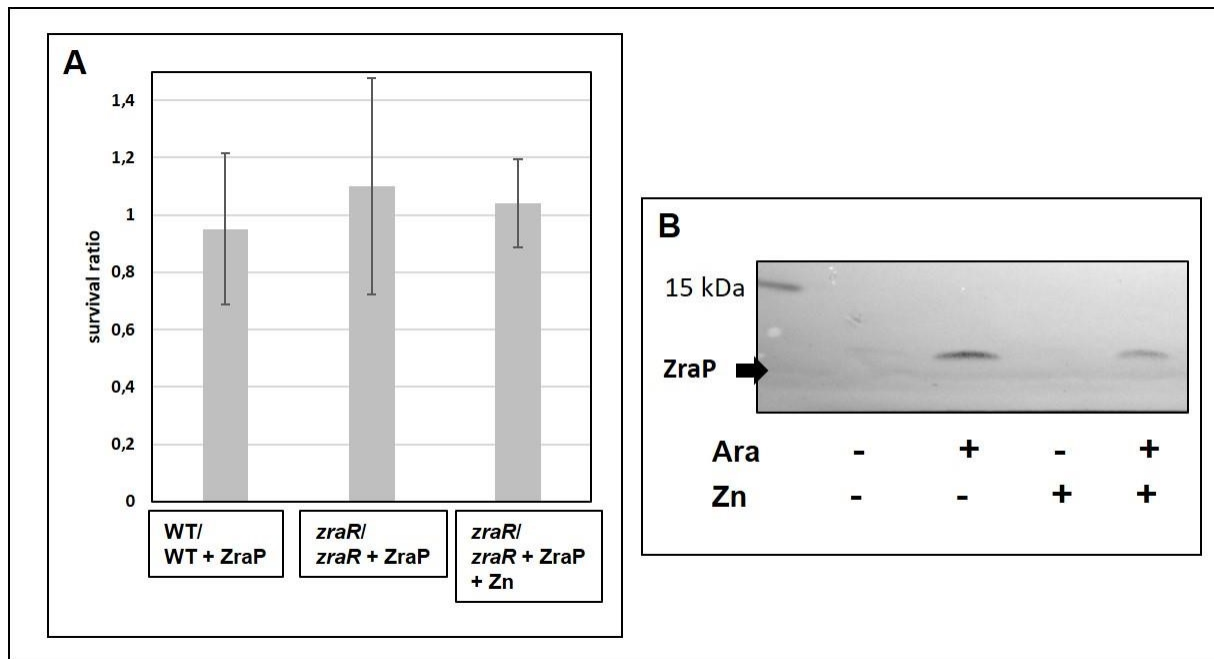 A
survival ratio
1,4
1,2
1
0,8
0,6
0,4
0,2
0
WT/
WT + ZraP
zraR/
zraR + ZraP
zraR/
zraR + ZraP
+ Zn
B
15 kDa
ZraP
Ara - + - +
Zn - - + +